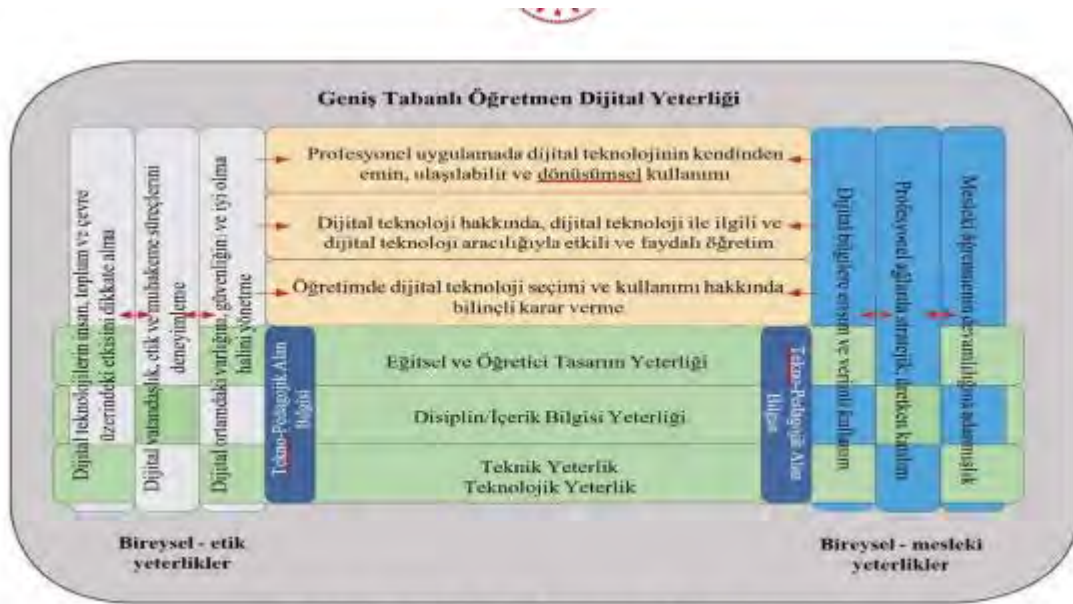 Geniş Tabanlı Öğretmen Dijital Yeterliği
Dijital teknolojilerin insan, toplum ve çevre
üzerindeki etkisini dikkate alma
Dijital vatandaşlık, etik ve muhakeme süreçlerini
deneyimleme
Dijital ortamdaki varlığını, güvenliğini ve iyi olma
halini yönetme
Profesyonel uygulamada dijital teknolojinin kendinden
emin, ulaşılabilir ve dönüşümsel kullanımı
Dijital teknoloji hakkında, dijital teknoloji ile ilgili ve
dijital teknoloji aracılığıyla etkili ve faydalı öğretim
Öğretimde dijital teknoloji seçimi ve kullanımı hakkında
bilinçli karar verme
Tekno-Pedagojik Alan
Bilgisi
Eğitsel ve Öğretici Tasarım Yeterliği
Disiplin/İçerik Bilgisi Yeterliği
Teknik Yeterlik
Teknolojik Yeterlik
Tekno-Pedagojik Alan
Bilgisi
Dijital bilgilere erişim ve verimli kullanım
Profesyonel ağlarda stratejik, üretken katılım
Mesleki öğrenmenin devamlılığına adanmışlık
Bireysel - etik
yeterlikler
Bireysel - mesleki
yeterlikler